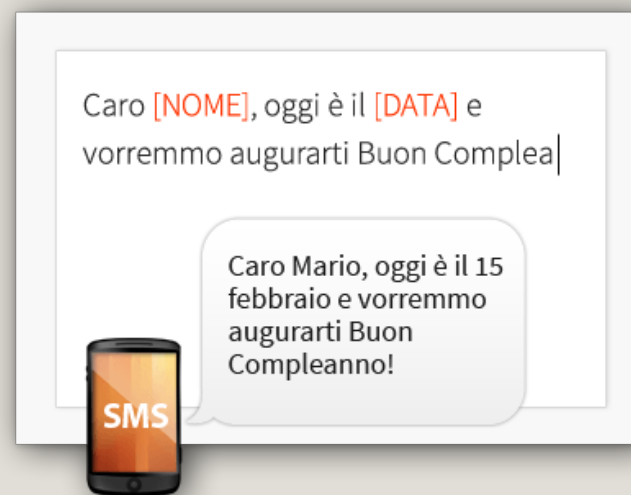 Caro [NOME], oggi è il [DATA] e
vorremmo augurarti Buon Complea
Caro Mario, oggi è il 15
febbraio e vorremmo
augurarti Buon
Compleanno!
SMS